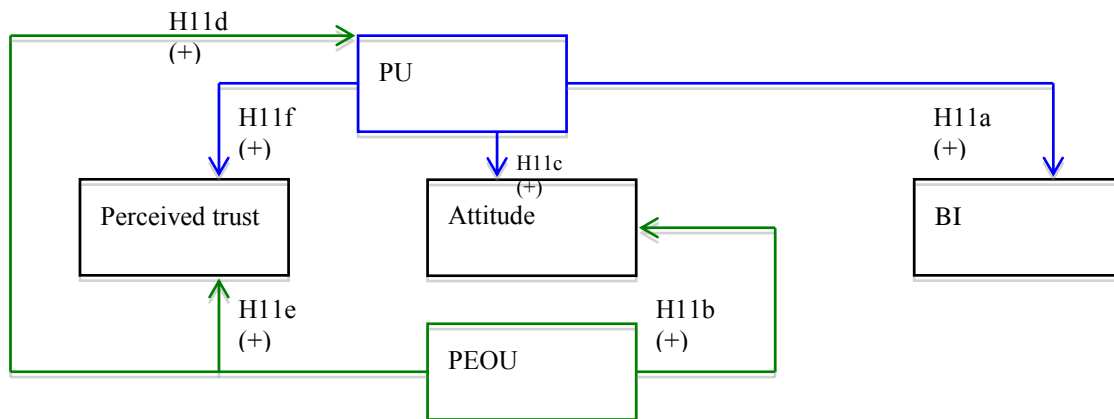 H11d
(+)
PU
H11f
(+)
H11c
(+)
H11a
(+)
Perceived trust
Attitude
BI
H11e
(+)
PEOU
H11b
(+)